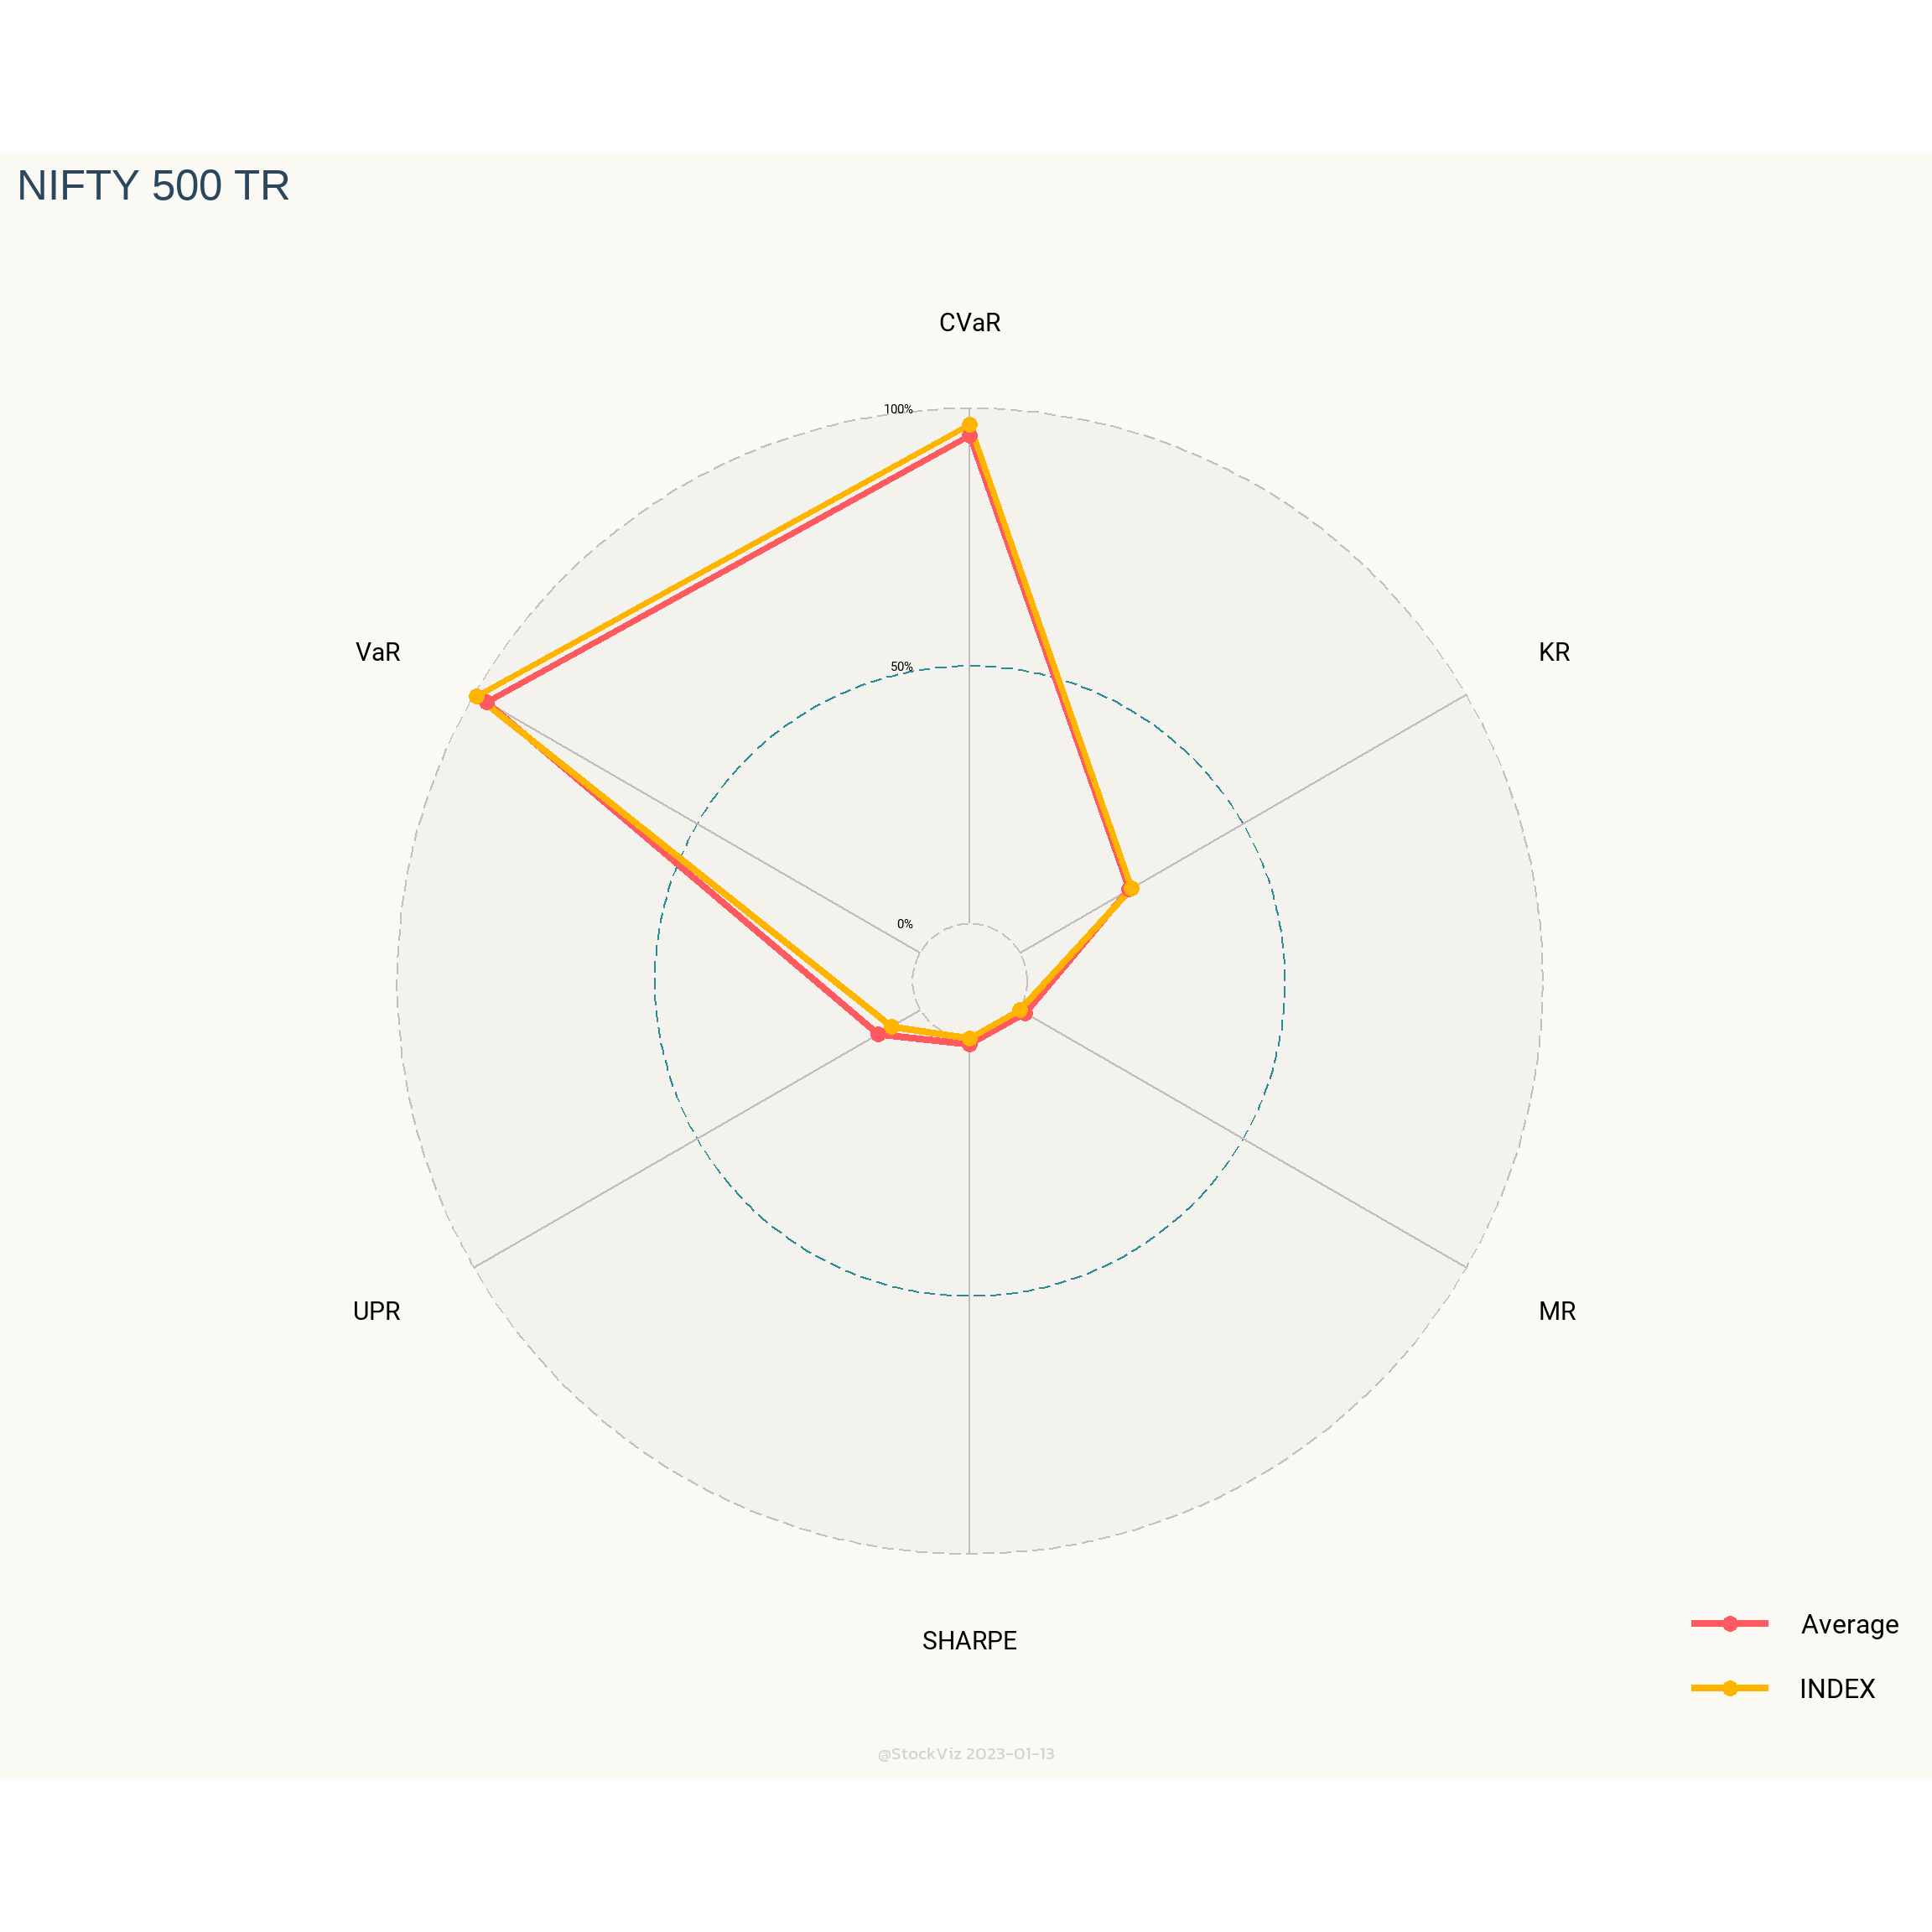 NIFTY 500 TR
CVaR
100%
VaR
KR
50%
0%
UPR
MR
SHARPE
Average
INDEX
@StockViz 2023-01-13